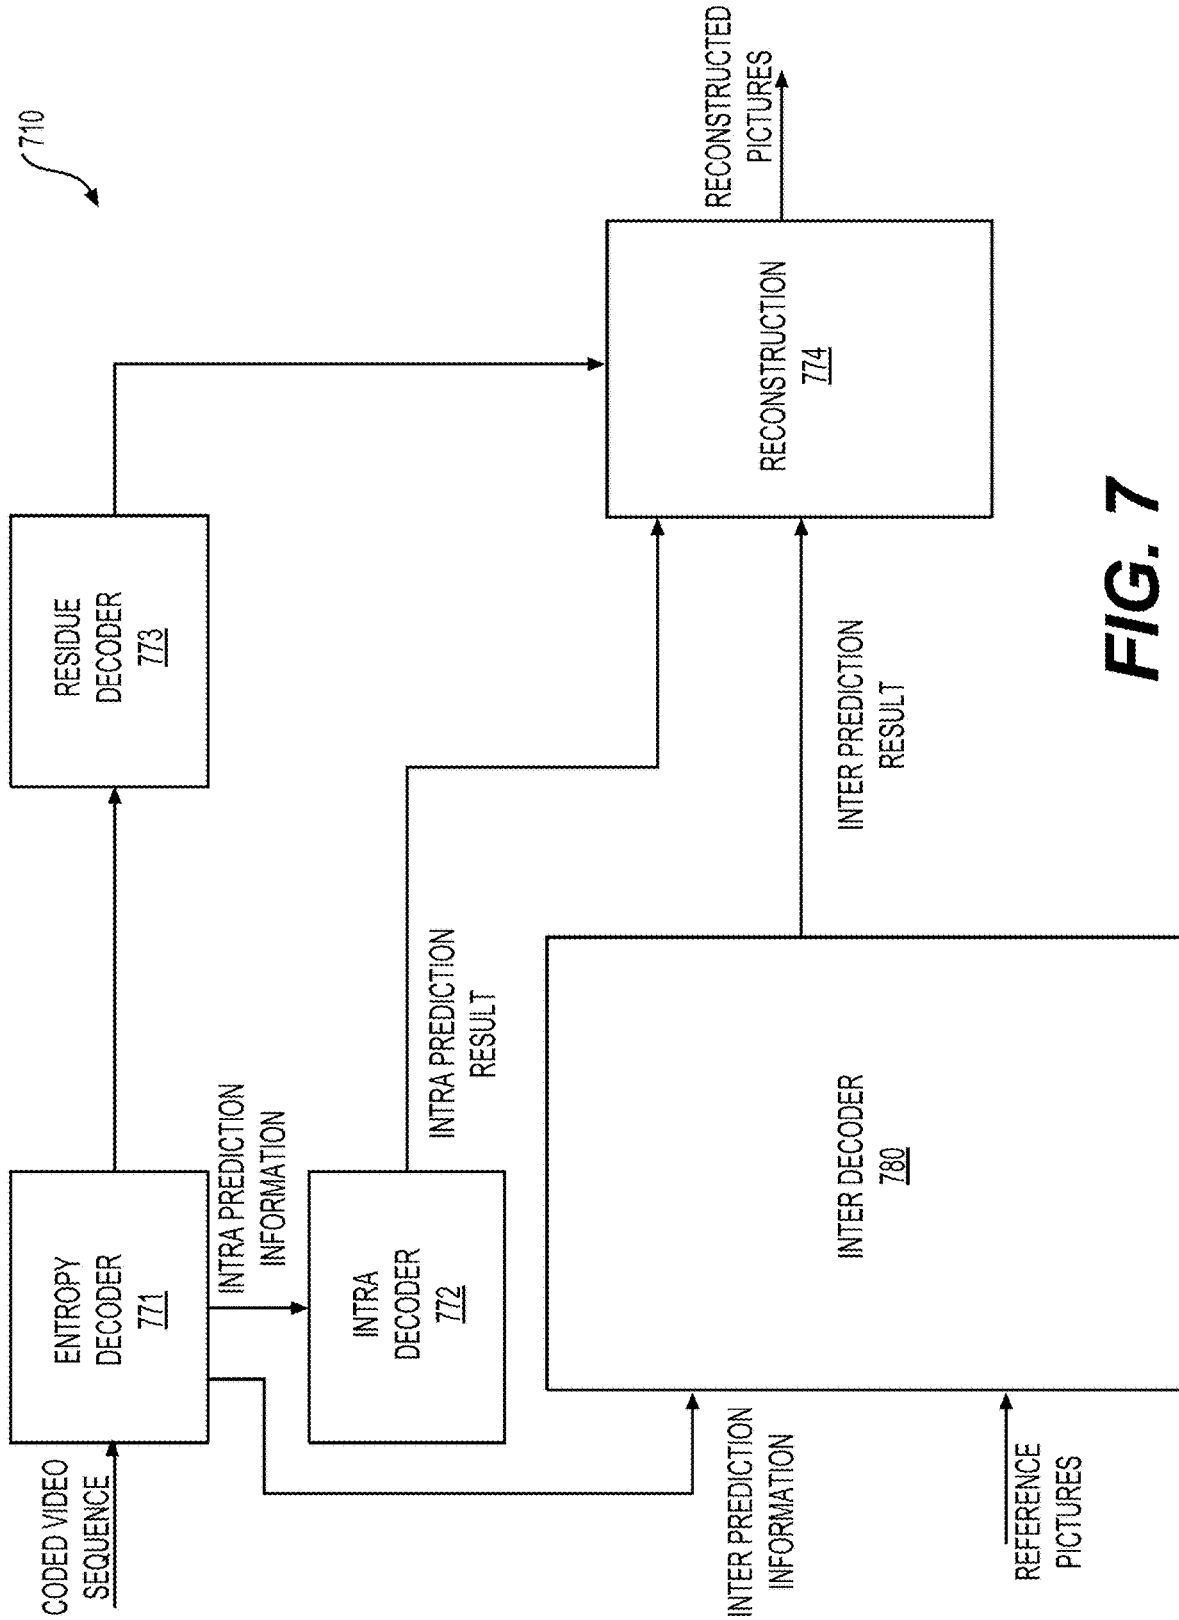 710
CODED VIDEO
SEQUENCE
ENTROPY
DECODER
771
RESIDUE
DECODER
773
INTRA PREDICTION
INFORMATION
INTRA
DECODER
772
INTRA PREDICTION
RESULT
RECONSTRUCTED
PICTURES
RECONSTRUCTION
774
INTER PREDICTION
INFORMATION
REFERENCE
PICTURES
INTER DECODER
780
INTER PREDICTION
RESULT
FIG. 7